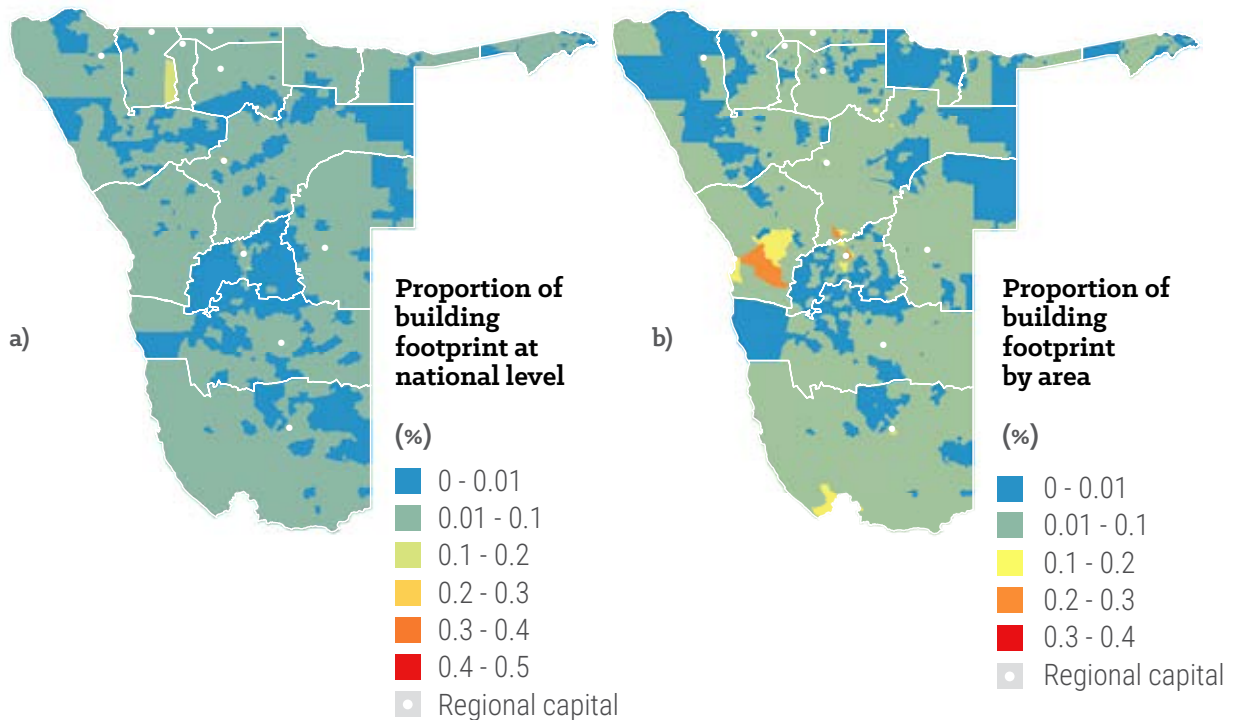 a)
Proportion of
building
footprint at
national level
(%)
0 - 0.01
0.01 - 0.1
0.1 - 0.2
0.2 - 0.3
0.3 - 0.4
0.4 - 0.5
Regional capital
b)
Proportion of
building
footprint
by area
(%)
0 - 0.01
0.01 - 0.1
0.1 - 0.2
0.2 - 0.3
0.3 - 0.4
Regional capital